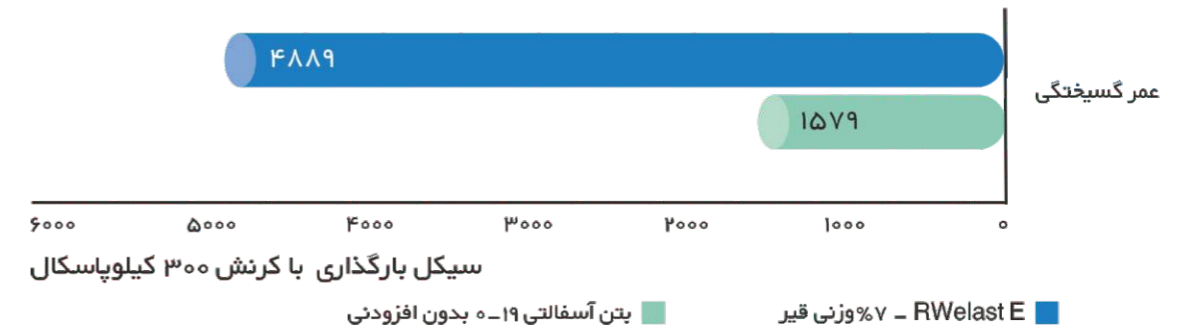 ۴۸۸۹
عمر گسیختگی
۱۵۷۹
۰ ۱۰۰۰ ۲۰۰۰ ۳۰۰۰ ۴۰۰۰ ۵۰۰۰ ۶۰۰۰
سیکل بارگذاری با کرنش ۳۰۰ کیلوپاسکال
RWelast E - ۷%وزنی قیر
بتن آسفالتی ۱۹-۰ بدون افزودنی